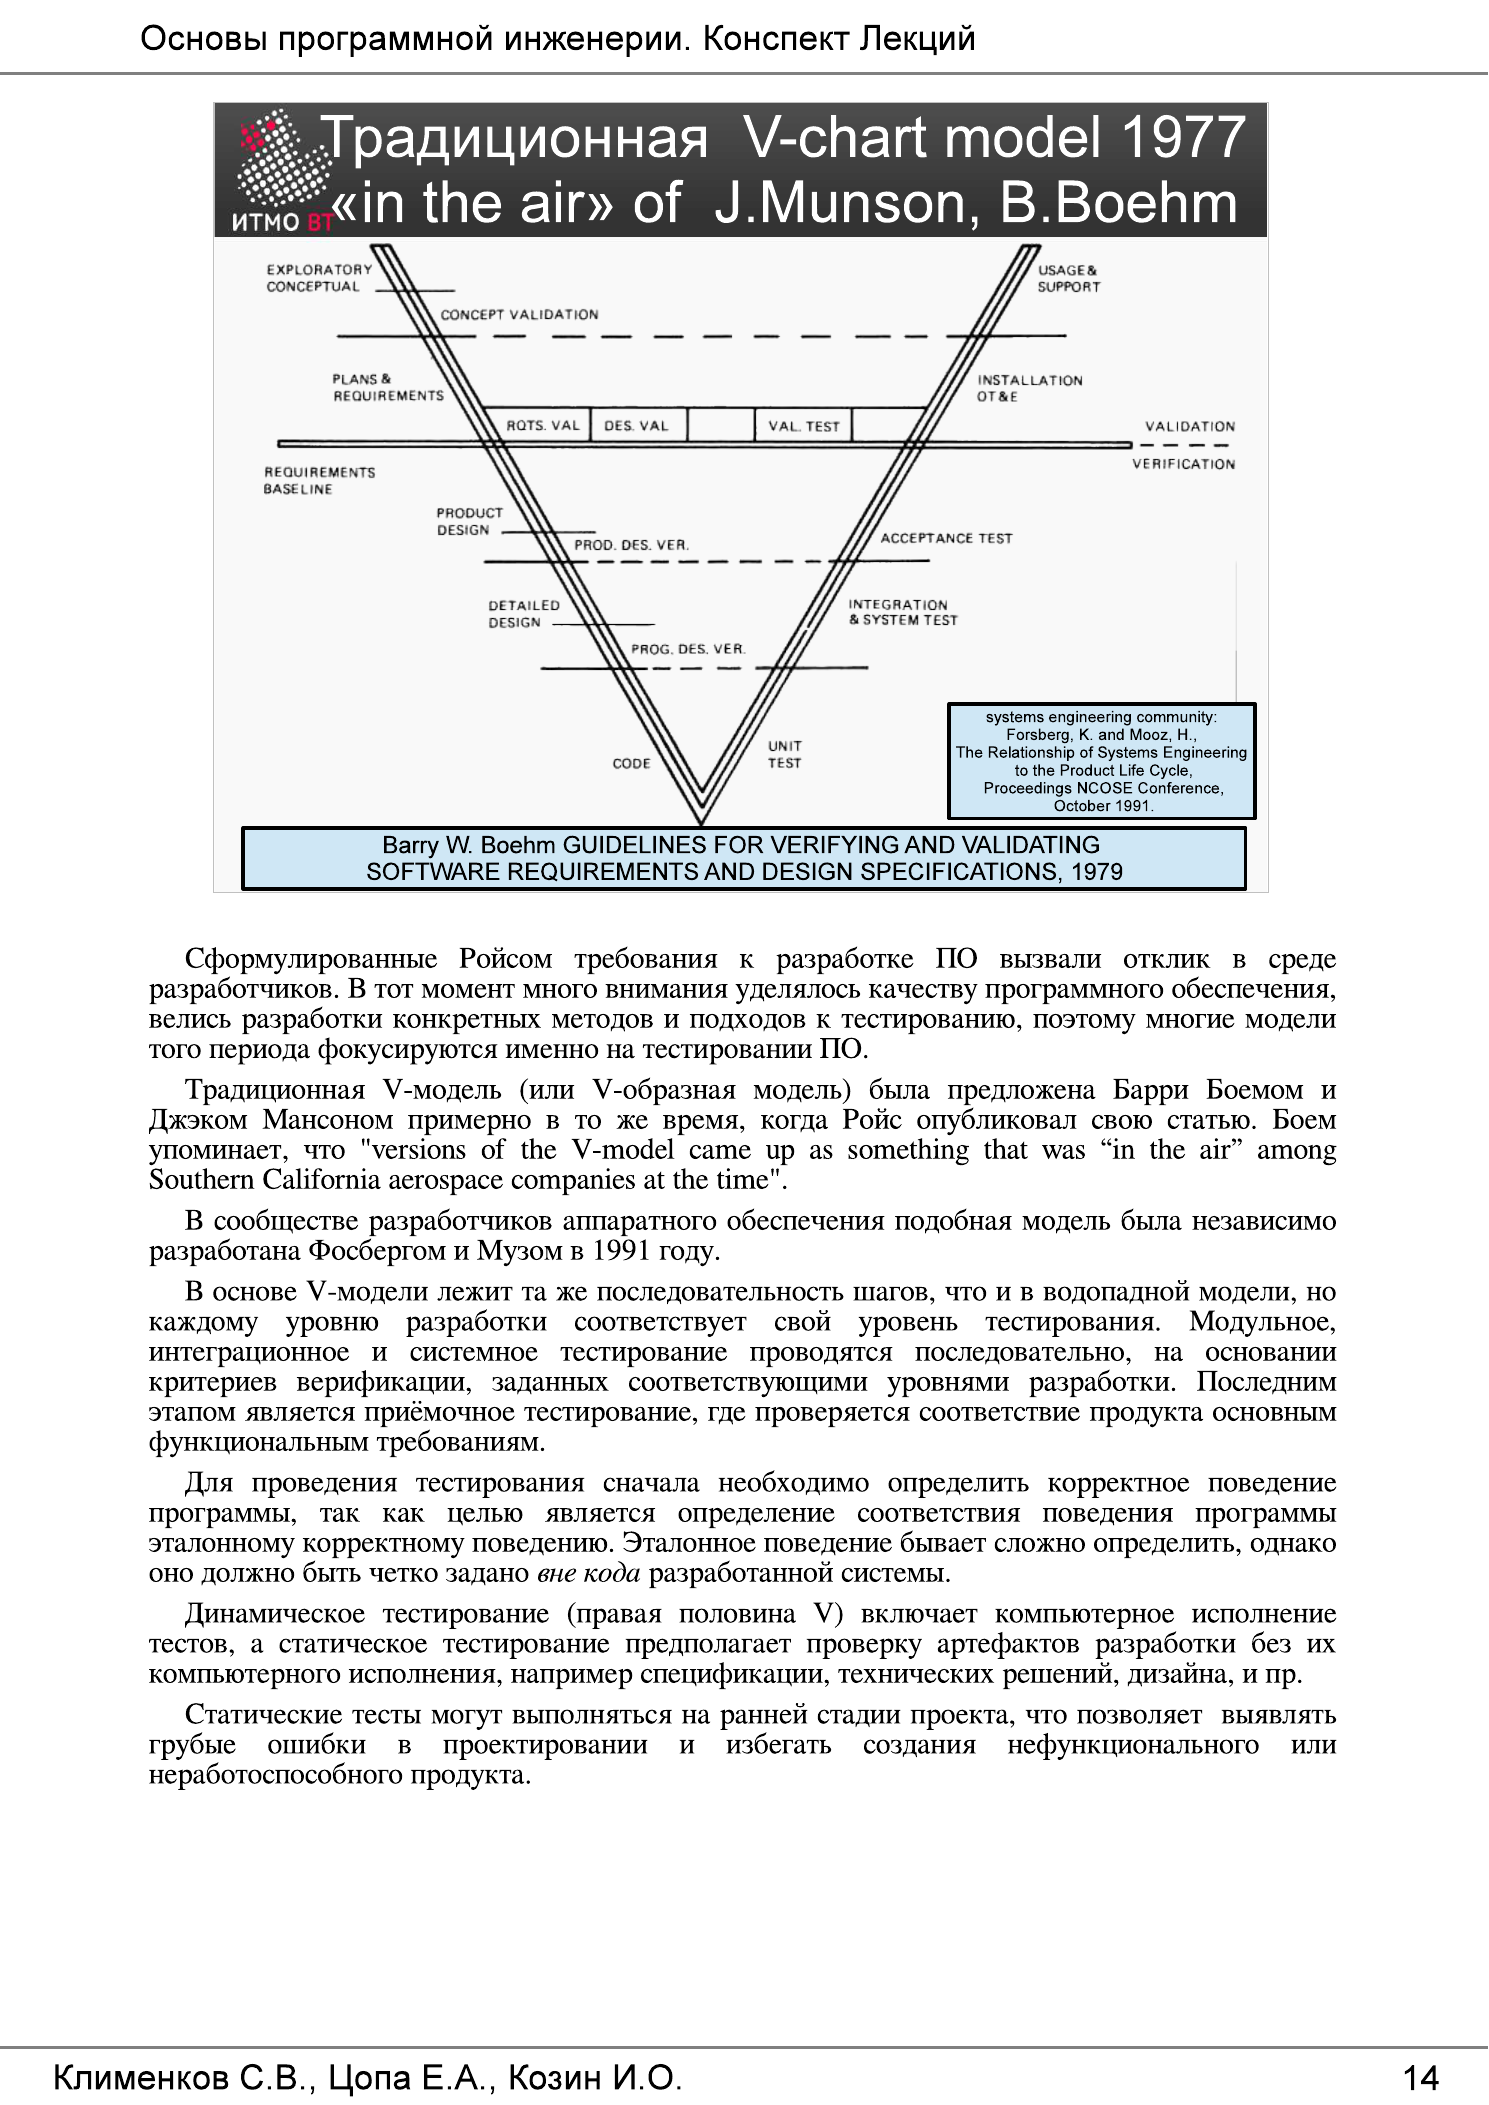 Основы программной инженерии. Конспект Лекций
Традиционная V-chart model 1977
«in the air» of J.Munson, B.Boehm
ИТМО ВТ
EXPLORATORY
CONCEPTUAL
USAGE&
SUPPORT
CONCEPT VALIDATION
PLANS &
REQUIREMENTS
INSTALLATION
OT&E
RQTS. VAL
DES. VAL
VAL. TEST
VALIDATION
VERIFICATION
REQUIREMENTS
BASELINE
PRODUCT
DESIGN
PROD. DES. VER.
ACCEPTANCE TEST
DETAILED
DESIGN
INTEGRATION
& SYSTEM TEST
PROG. DES. VER.
CODE
UNIT
TEST
systems engineering community:
Forsberg, K. and Mooz, H.,
The Relationship of Systems Engineering
to the Product Life Cycle,
Proceedings NCOSE Conference,
October 1991.
Barry W. Boehm GUIDELINES FOR VERIFYING AND VALIDATING
SOFTWARE REQUIREMENTS AND DESIGN SPECIFICATIONS, 1979
Сформулированные Ройсом требования к разработке ПО вызвали отклик в среде
разработчиков. В тот момент много внимания уделялось качеству программного обеспечения,
велись разработки конкретных методов и подходов к тестированию, поэтому многие модели
того периода фокусируются именно на тестировании ПО.
Традиционная V-модель (или V-образная модель) была предложена Барри Боемом и
Джэком Мансоном примерно в то же время, когда Ройс опубликовал свою статью. Боем
упоминает, что "versions of the V-model came up as something that was “in the air” among
Southern California aerospace companies at the time".
В сообществе разработчиков аппаратного обеспечения подобная модель была независимо
разработана Фосбергом и Музом в 1991 году.
В основе V-модели лежит та же последовательность шагов, что и в водопадной модели, но
каждому уровню разработки соответствует свой уровень тестирования. Модульное,
интеграционное и системное тестирование проводятся последовательно, на основании
критериев верификации, заданных соответствующими уровнями разработки. Последним
этапом является приёмочное тестирование, где проверяется соответствие продукта основным
функциональным требованиям.
Для проведения тестирования сначала необходимо определить корректное поведение
программы, так как целью является определение соответствия поведения программы
эталонному корректному поведению. Эталонное поведение бывает сложно определить, однако
оно должно быть четко задано вне кода разработанной системы.
Динамическое тестирование (правая половина V) включает компьютерное исполнение
тестов, а статическое тестирование предполагает проверку артефактов разработки без их
компьютерного исполнения, например спецификации, технических решений, дизайна, и пр.
Статические тесты могут выполняться на ранней стадии проекта, что позволяет выявлять
грубые ошибки в проектировании и избегать создания нефункционального или
неработоспособного продукта.
Клименков С.В., Цопа Е.А., Козин И.О.
14